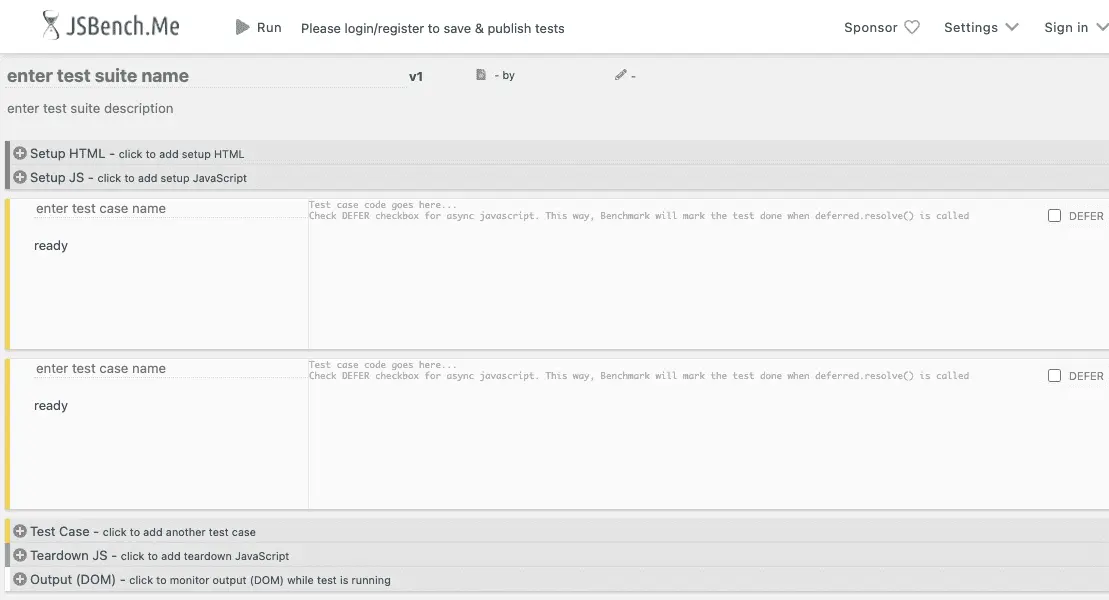 JSBench.Me Run Please login/register to save & publish tests Sponsor Settings Sign in
enter test suite name v1 - by -
enter test suite description
Setup HTML - click to add setup HTML
Setup JS - click to add setup JavaScript
enter test case name
Test case code goes here...
Check DEFER checkbox for async javascript. This way, Benchmark will mark the test done when deferred.resolve() is called
DEFER
ready
enter test case name
Test case code goes here...
Check DEFER checkbox for async javascript. This way, Benchmark will mark the test done when deferred.resolve() is called
DEFER
ready
Test Case - click to add another test case
Teardown JS - click to add teardown JavaScript
Output (DOM) - click to monitor output (DOM) while test is running